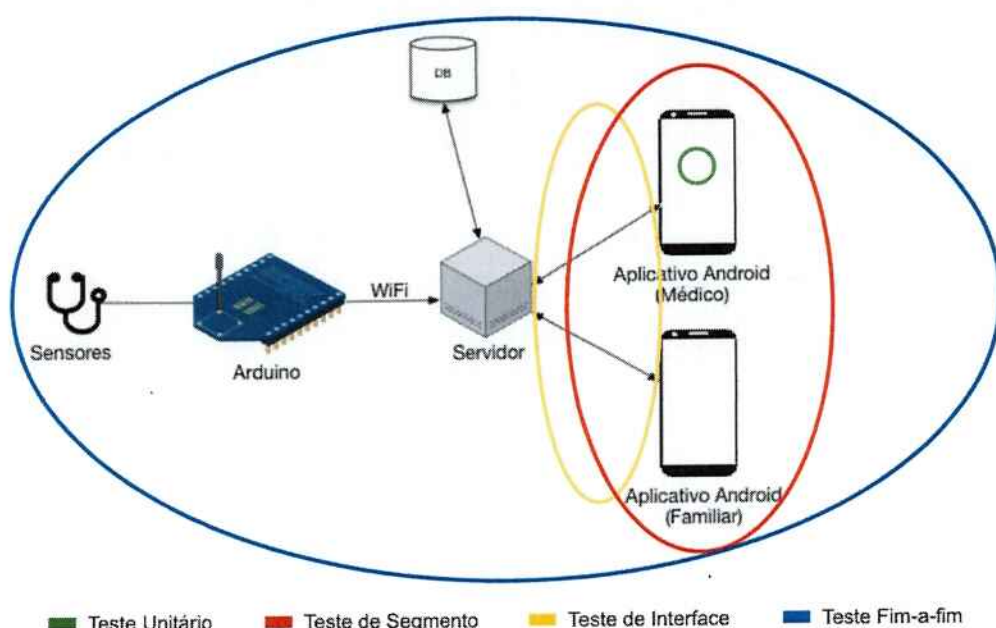 DB
Sensores
Arduino
WiFi
Servidor
Aplicativo Android
(Médico)
Aplicativo Android
(Familiar)
Teste Unitário
Teste de Segmento
Teste de Interface
Teste Fim-a-fim